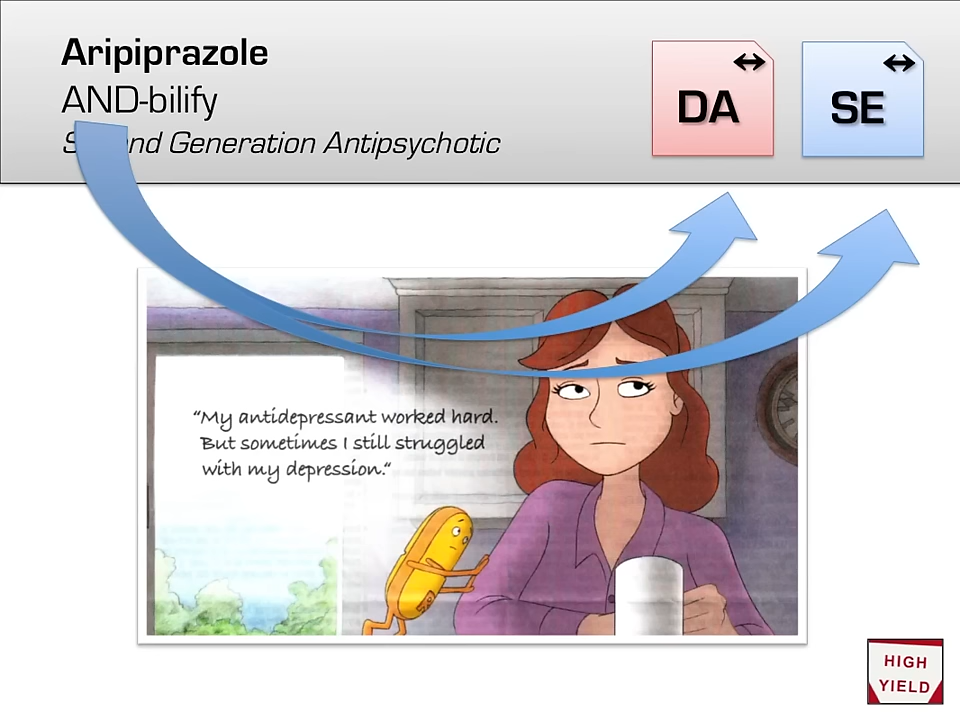 Aripiprazole
AND-bilify
Generation Antipsychotic
↔
DA
↔
SE
“My antidepressant worked hard.
But sometimes I still struggled
with my depression.“
HIGH
YIELD